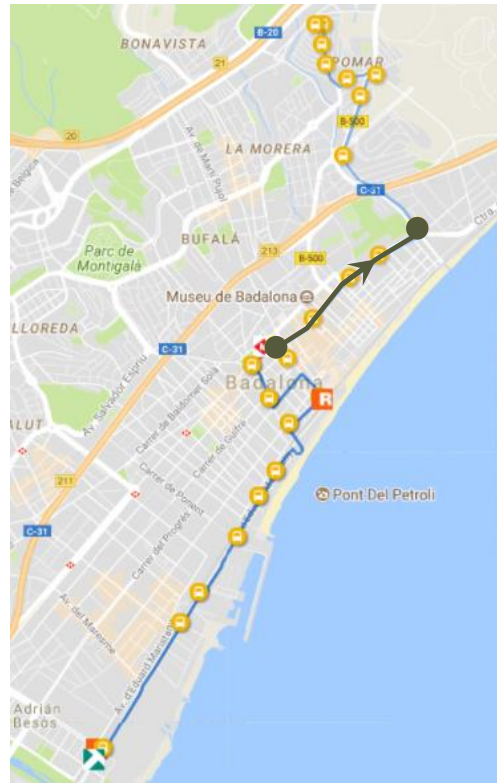 B-20
BONAVISTA
21
POMAR
Av. de Martí Pujol
B-500
20
LA MORERA
C-31
Ctra.
BUFALÀ
213
B-500
Parc de
Montigalà
Museu de Badalona
LLOREDA
C-31
Av. Salvador Espriu
Carrer de Baldomer Solà
Badalona
R
ALUT
Carrer de Guifré
211
Carrer de Ponent
Pont Del Petroli
C-31
Carrer del Progrés
Av. del Maresme
Av. d'Eduard Maristany
Adrián
Besòs